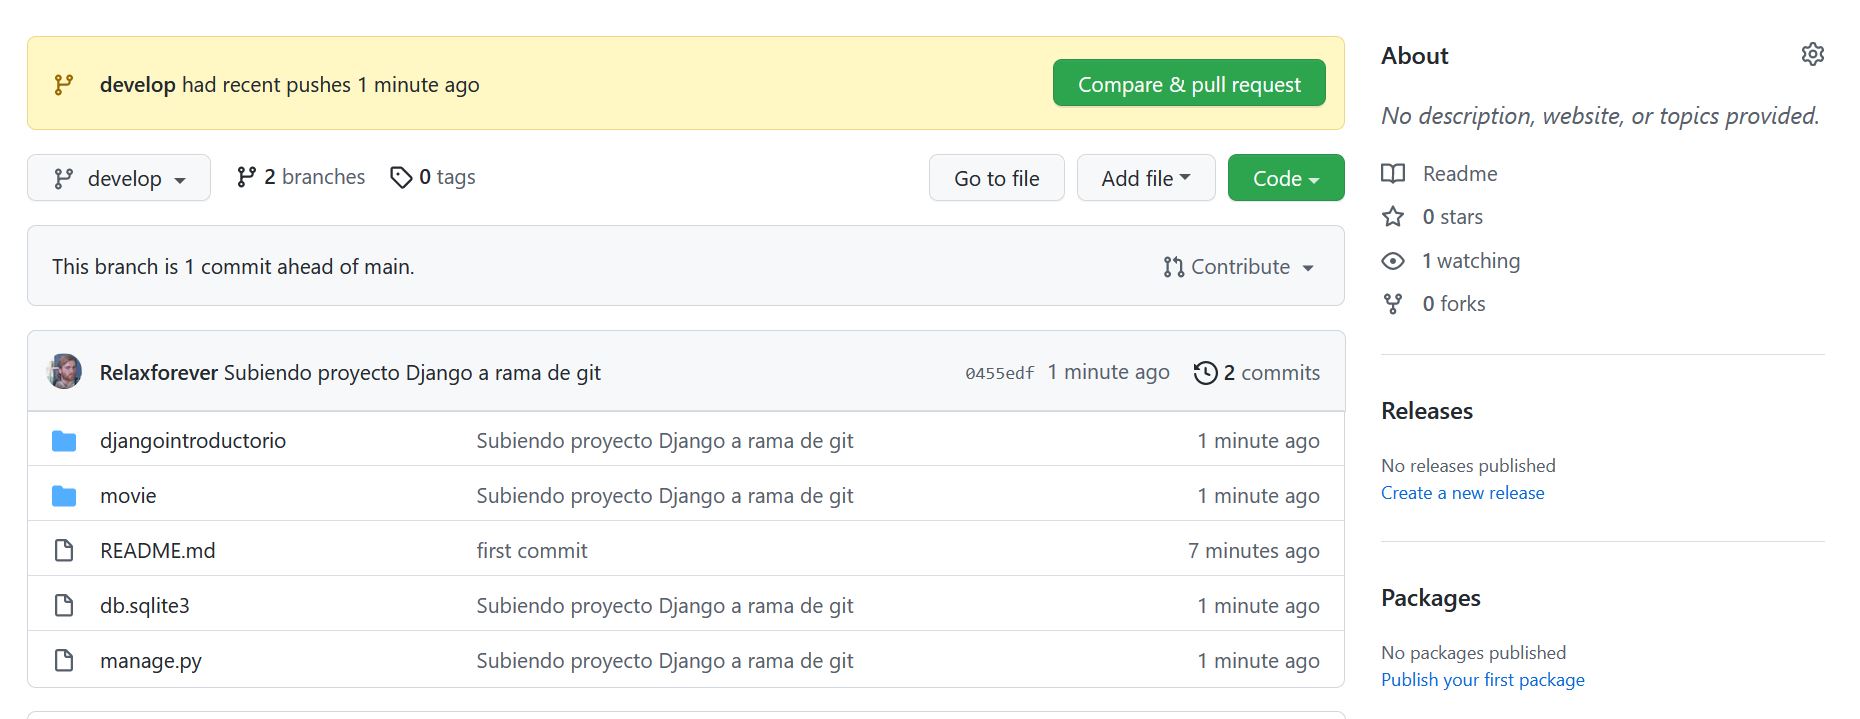 develop had recent pushes 1 minute ago
Compare & pull request
develop
2 branches
0 tags
Go to file
Add file
Code
This branch is 1 commit ahead of main.
Contribute
Relaxforever Subiendo proyecto Django a rama de git
0455edf 1 minute ago
2 commits
djangointroductorio Subiendo proyecto Django a rama de git 1 minute ago
movie Subiendo proyecto Django a rama de git 1 minute ago
README.md first commit 7 minutes ago
db.sqlite3 Subiendo proyecto Django a rama de git 1 minute ago
manage.py Subiendo proyecto Django a rama de git 1 minute ago
About
No description, website, or topics provided.
Readme
0 stars
1 watching
0 forks
Releases
No releases published
Create a new release
Packages
No packages published
Publish your first package